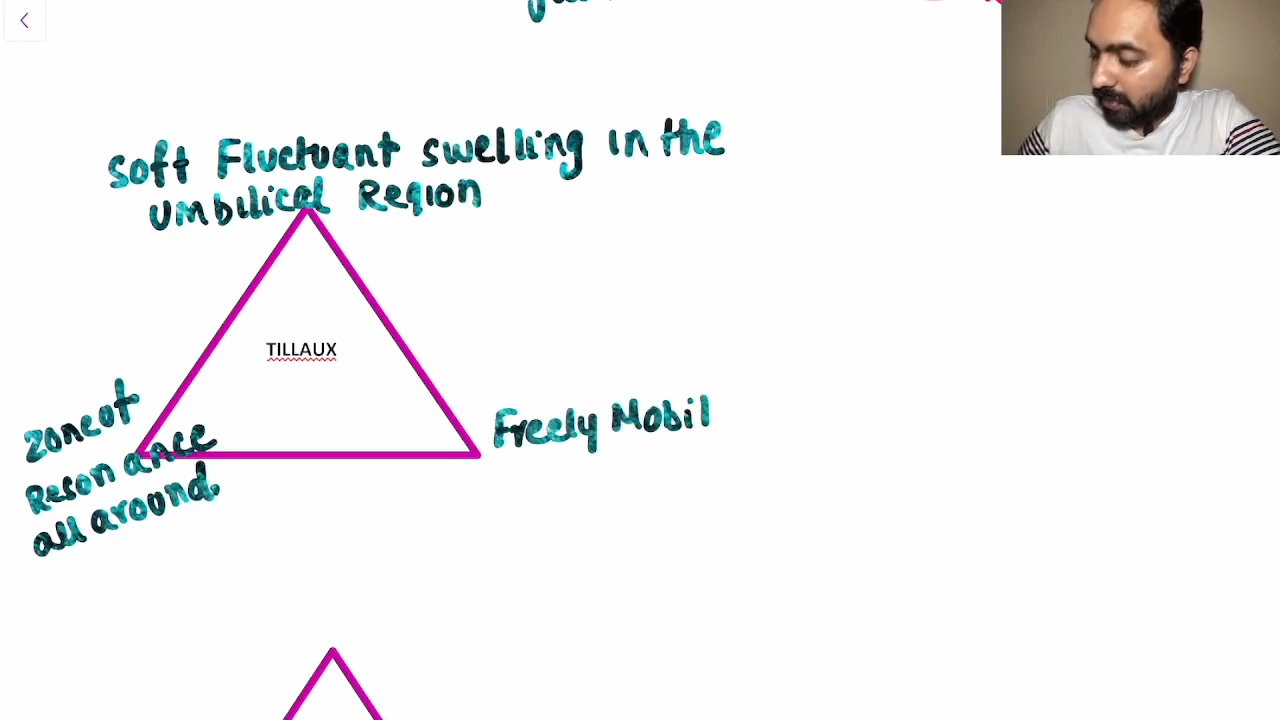 Soft Fluctuant swelling in the
Umbilical Region
TILLAUX
Zone of
Resonance
all around.
Freely Mobil